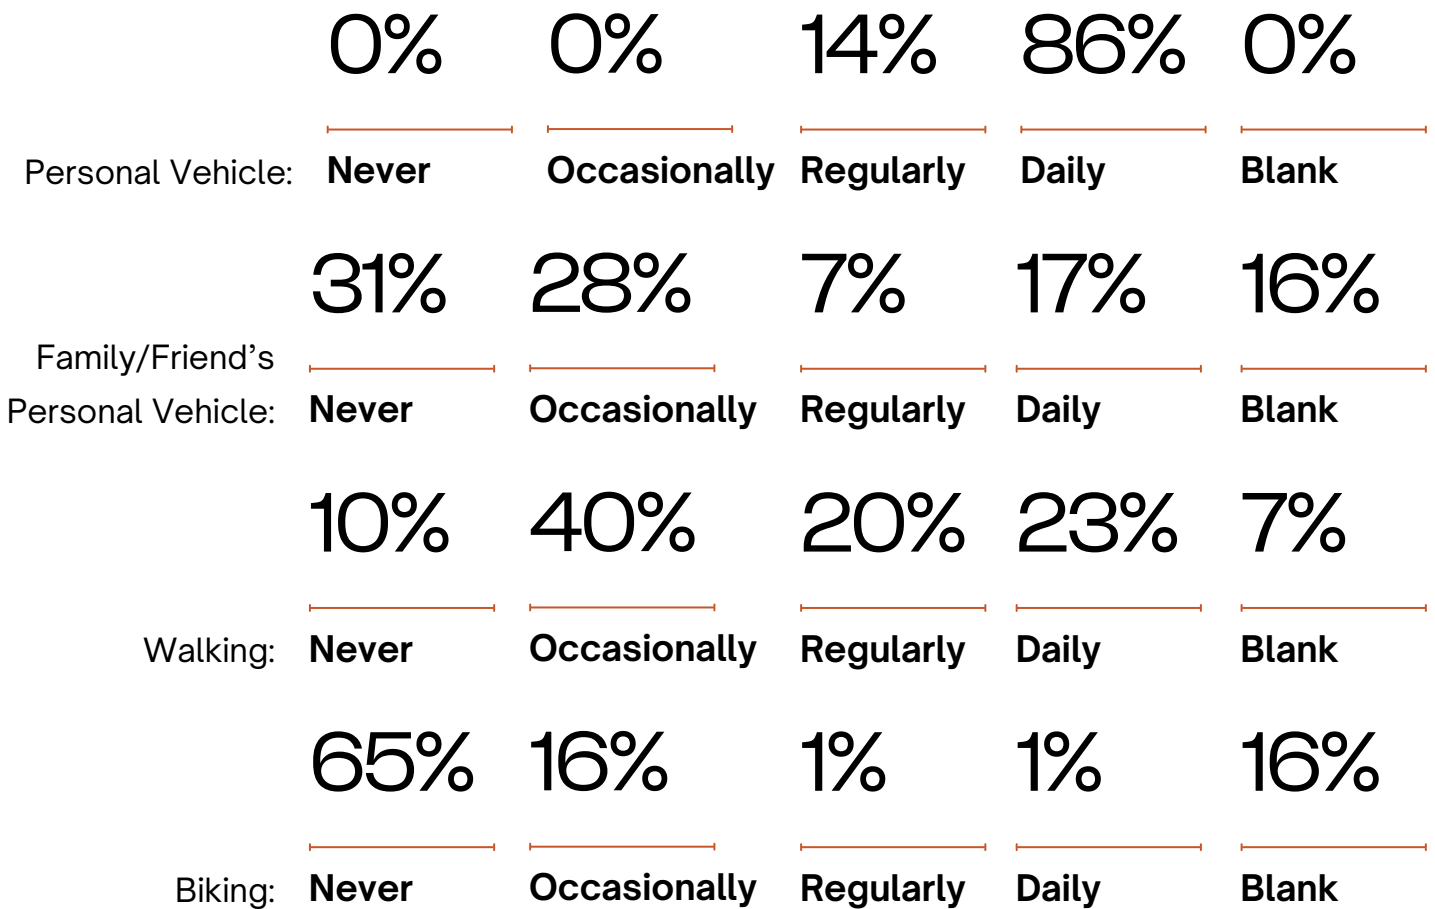 0% 0% 14% 86% 0%
Personal Vehicle: Never Occasionally Regularly Daily Blank
31% 28% 7% 17% 16%
Family/Friend’s
Personal Vehicle: Never Occasionally Regularly Daily Blank
10% 40% 20% 23% 7%
Walking: Never Occasionally Regularly Daily Blank
65% 16% 1% 1% 16%
Biking: Never Occasionally Regularly Daily Blank